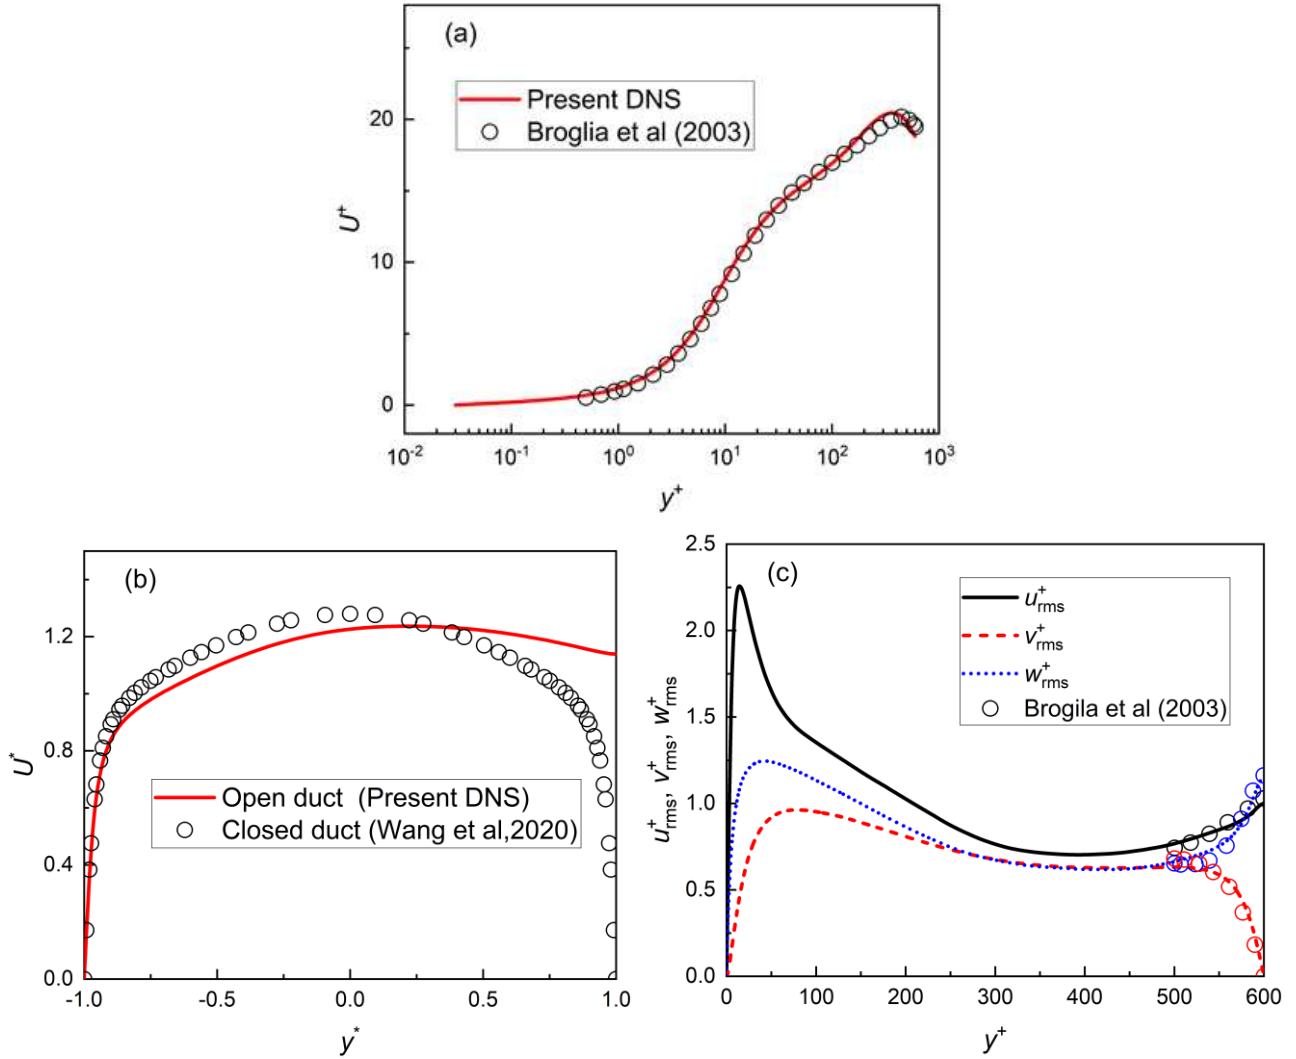 (a)
Present DNS
Broglia et al (2003)
20
10
0
U⁺
10⁻² 10⁻¹ 10⁰ 10¹ 10² 10³
y⁺
(b)
1.2
0.8
0.4
0.0
U*
Open duct (Present DNS)
Closed duct (Wang et al,2020)
-1.0 -0.5 0.0 0.5 1.0
y*
(c)
2.5
2.0
1.5
1.0
0.5
0.0
u⁺rms, v⁺rms, w⁺rms
u⁺rms
v⁺rms
w⁺rms
Brogila et al (2003)
0 100 200 300 400 500 600
y⁺